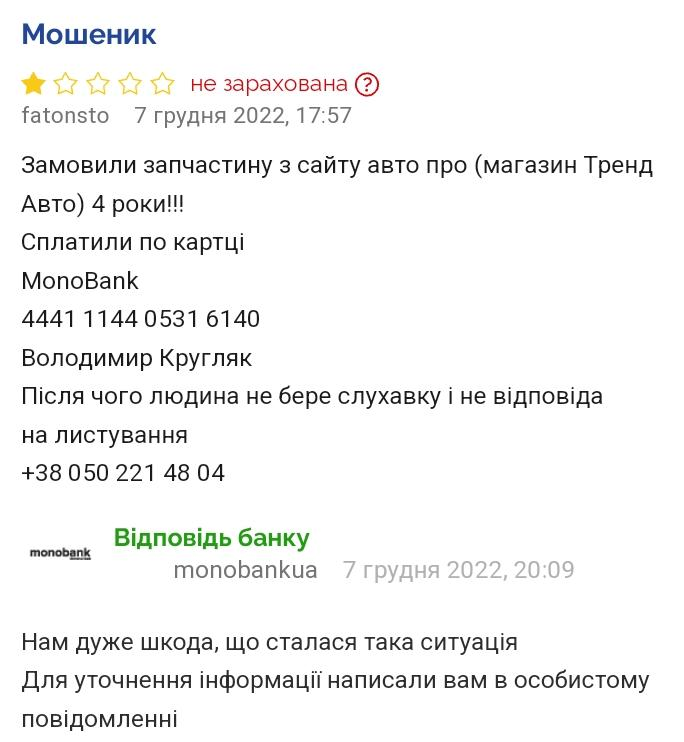 Мошеник
не зарахована ?
fatonsto 7 грудня 2022, 17:57
Замовили запчастину з сайту авто про (магазин Тренд
Авто) 4 роки!!!
Сплатили по картці
MonoBank
4441 1144 0531 6140
Володимир Кругляк
Після чого людина не бере слухавку і не відповіда
на листування
+38 050 221 48 04
Відповідь банку
monobank
monobankua 7 грудня 2022, 20:09
Нам дуже шкода, що сталася така ситуація
Для уточнення інформації написали вам в особистому
повідомленні